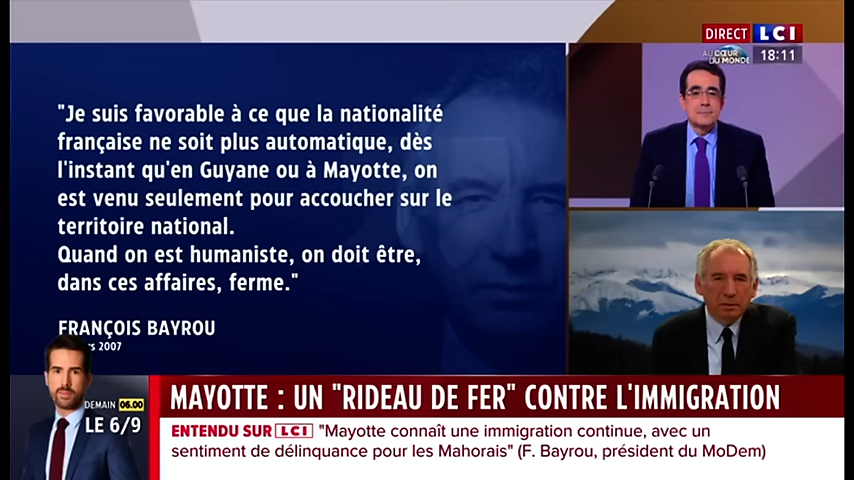 DIRECT LCI
AU CŒUR
DU MONDE
18:11
"Je suis favorable à ce que la nationalité
française ne soit plus automatique, dès
l'instant qu'en Guyane ou à Mayotte, on
est venu seulement pour accoucher sur le
territoire national.
Quand on est humaniste, on doit être,
dans ces affaires, ferme."
FRANÇOIS BAYROU
2007
DEMAIN 06.00
LE 6/9
MAYOTTE : UN "RIDEAU DE FER" CONTRE L'IMMIGRATION
ENTENDU SUR LCI "Mayotte connaît une immigration continue, avec un
sentiment de délinquance pour les Mahorais" (F. Bayrou, président du MoDem)